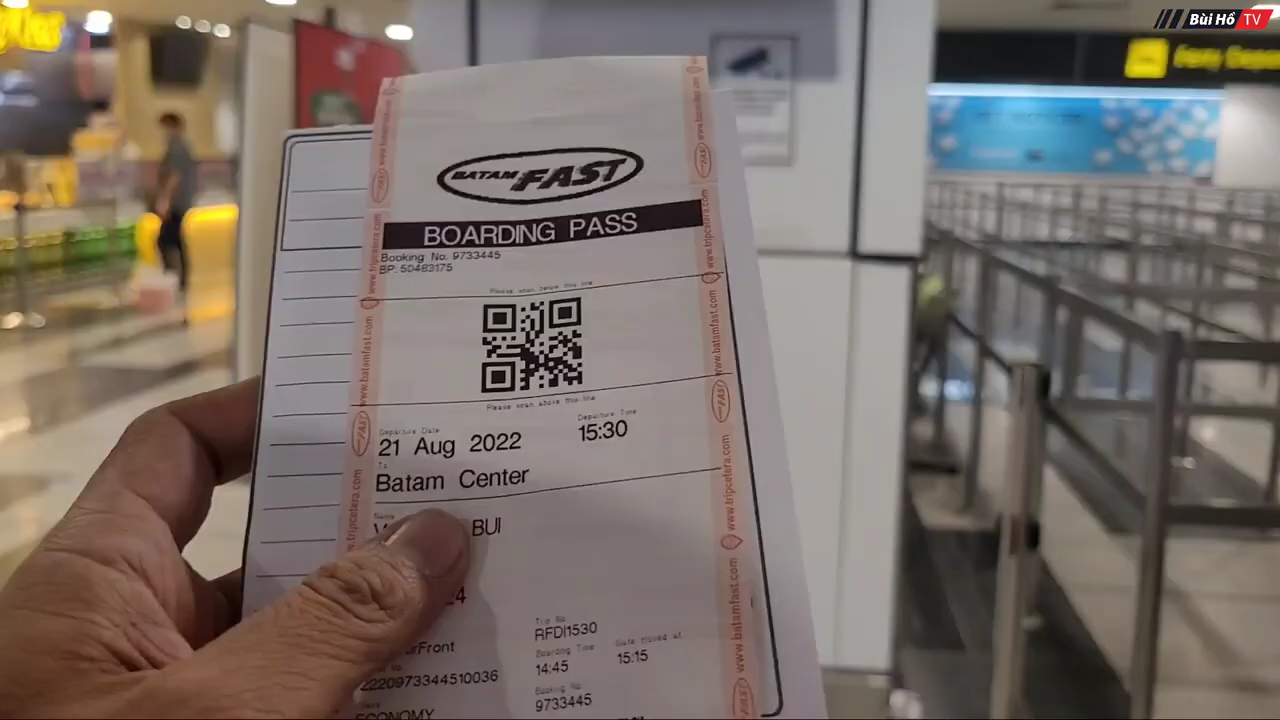 Bùi Hồ TV
BATAM FAST
BOARDING PASS
Booking No. 9733445
BP: 50483175
Please scan below this line
Please scan above this line
Departure Date
Departure Time
21 Aug 2022
15:30
To
Batam Center
Name
BUI
Trip No.
RFDI1530
Boarding Time
Gate closed at
14:45
15:15
2220973344510036
Booking No.
9733445
ECONOMY
www.batamfast.com
www.tripcetera.com
FAST